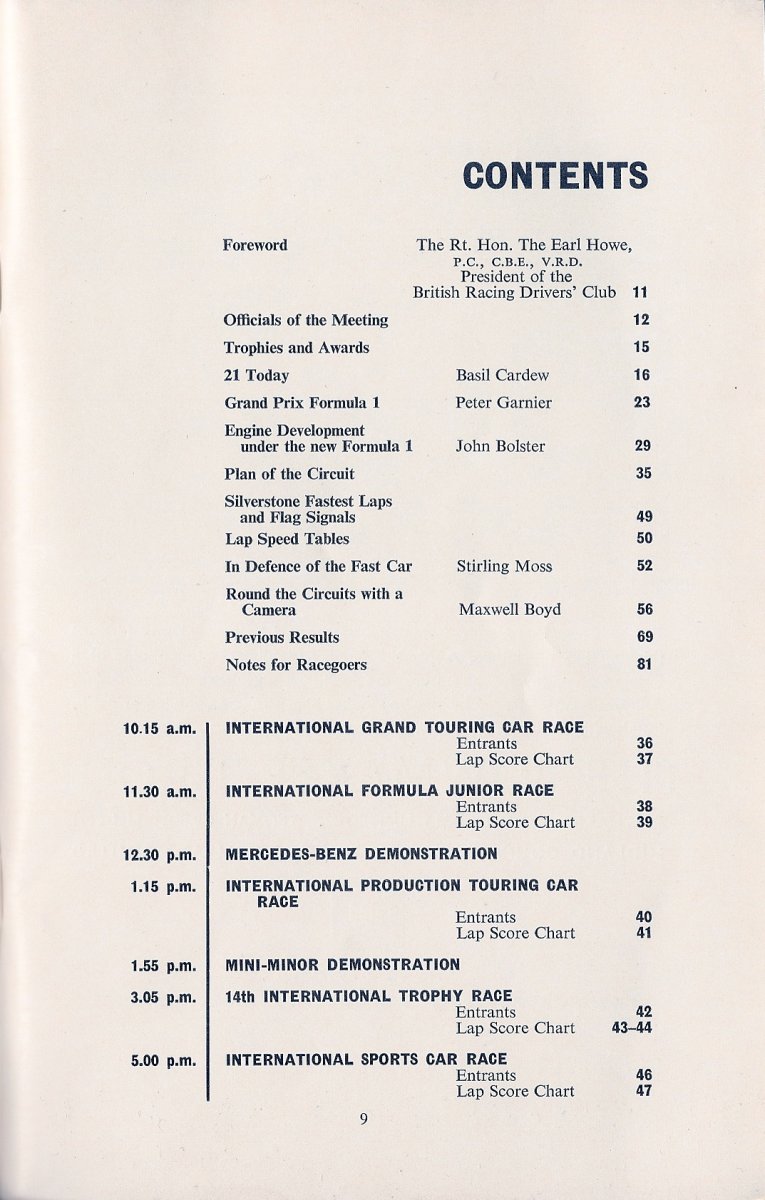 CONTENTS
Foreword The Rt. Hon. The Earl Howe,
P.C., C.B.E., V.R.D.
President of the
British Racing Drivers' Club 11
Officials of the Meeting 12
Trophies and Awards 15
21 Today Basil Cardew 16
Grand Prix Formula 1 Peter Garnier 23
Engine Development
under the new Formula 1 John Bolster 29
Plan of the Circuit 35
Silverstone Fastest Laps
and Flag Signals 49
Lap Speed Tables 50
In Defence of the Fast Car Stirling Moss 52
Round the Circuits with a
Camera Maxwell Boyd 56
Previous Results 69
Notes for Racegoers 81
10.15 a.m. INTERNATIONAL GRAND TOURING CAR RACE
Entrants 36
Lap Score Chart 37
11.30 a.m. INTERNATIONAL FORMULA JUNIOR RACE
Entrants 38
Lap Score Chart 39
12.30 p.m. MERCEDES-BENZ DEMONSTRATION
1.15 p.m. INTERNATIONAL PRODUCTION TOURING CAR
RACE
Entrants 40
Lap Score Chart 41
1.55 p.m. MINI-MINOR DEMONSTRATION
3.05 p.m. 14th INTERNATIONAL TROPHY RACE
Entrants 42
Lap Score Chart 43–44
5.00 p.m. INTERNATIONAL SPORTS CAR RACE
Entrants 46
Lap Score Chart 47
9